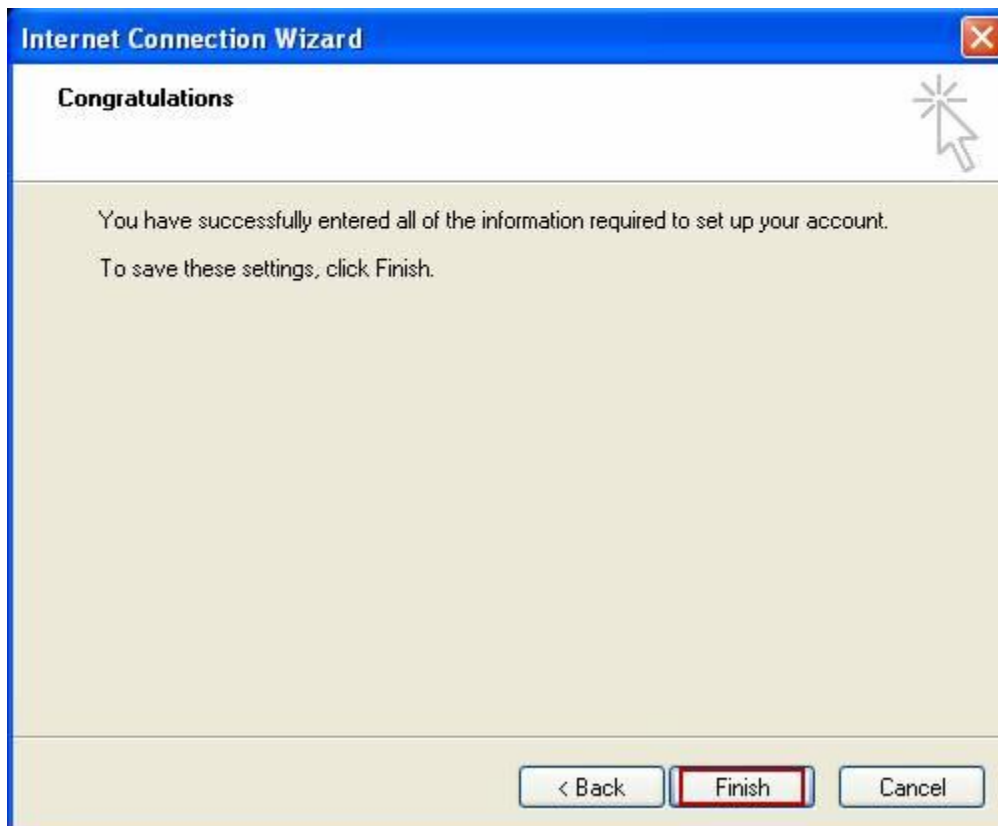 Internet Connection Wizard
Congratulations
You have successfully entered all of the information required to set up your account.
To save these settings, click Finish.
< Back
Finish
Cancel